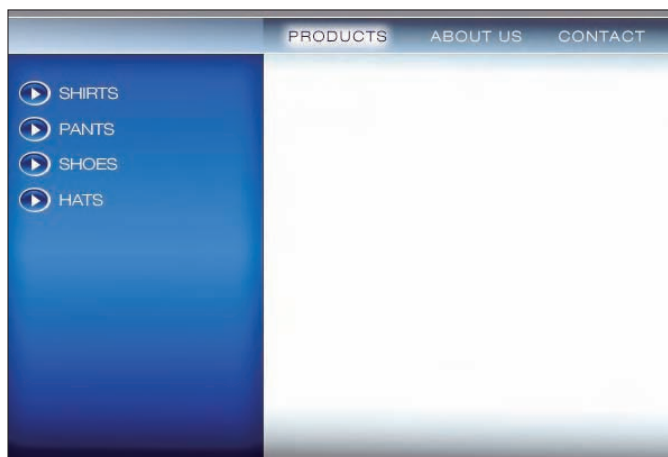 PRODUCTS ABOUT US CONTACT
SHIRTS
PANTS
SHOES
HATS